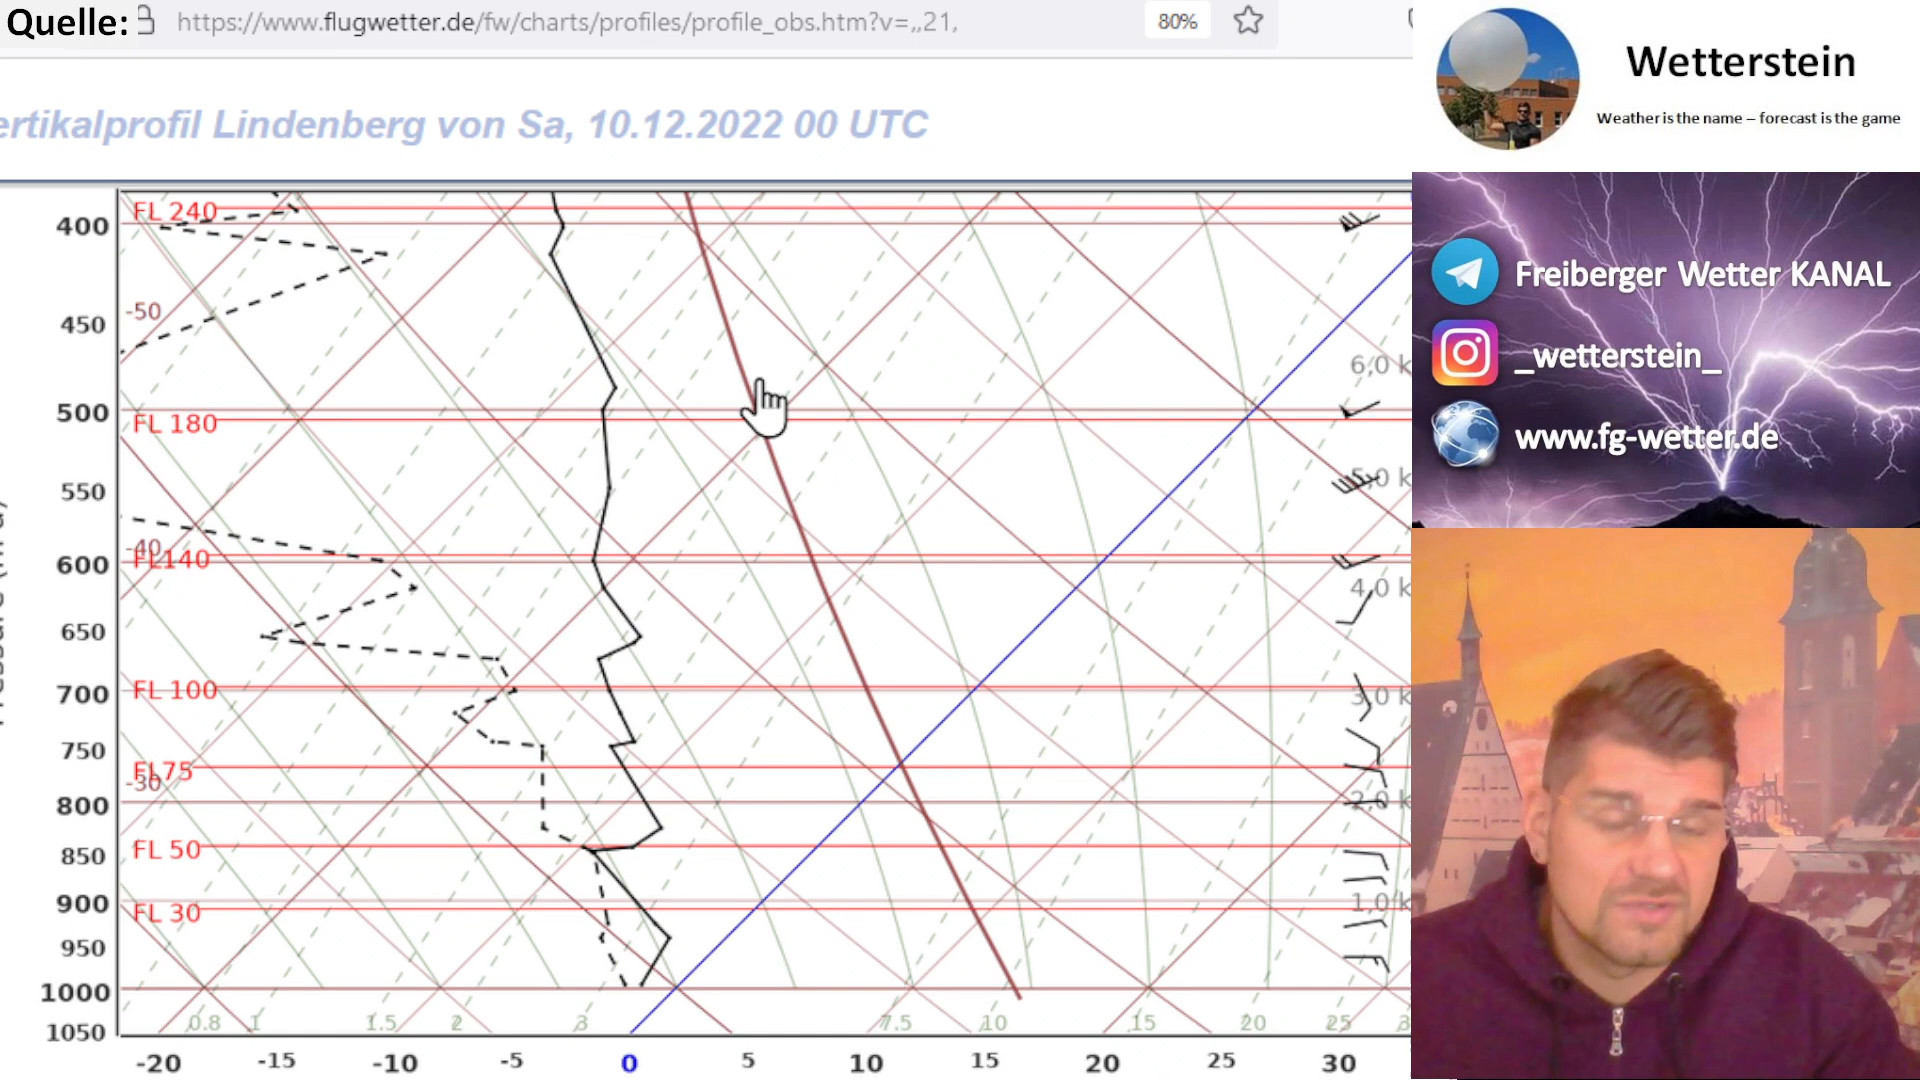 Quelle: https://www.flugwetter.de/fw/charts/profiles/profile_obs.htm?v=„21,
80%
Wetterstein
Weather is the name – forecast is the game
ertikalprofil Lindenberg von Sa, 10.12.2022 00 UTC
Freiberger Wetter KANAL
_wetterstein_
www.fg-wetter.de
400 FL 240
-50
450
6,0 k
500 FL 180
550 5,0 k
-40
600 FL140
4,0 k
650
700 FL 100 3,0 k
750
FL75
-30
800 2,0 k
850 FL 50
900 FL 30 1,0 k
950
1000
1050 0.8 1 1.5 2 3 7.5 10 15 20 25 3
-20 -15 -10 -5 0 5 10 15 20 25 30